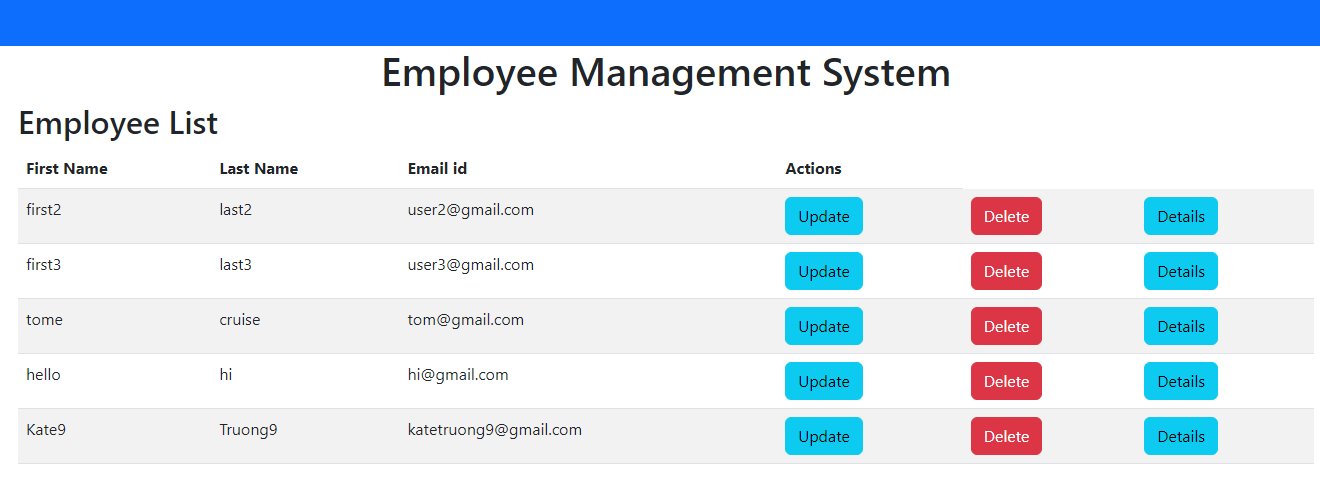 Employee Management System
Employee List
First Name Last Name Email id Actions
first2 last2 user2@gmail.com Update Delete Details
first3 last3 user3@gmail.com Update Delete Details
tome cruise tom@gmail.com Update Delete Details
hello hi hi@gmail.com Update Delete Details
Kate9 Truong9 katetruong9@gmail.com Update Delete Details